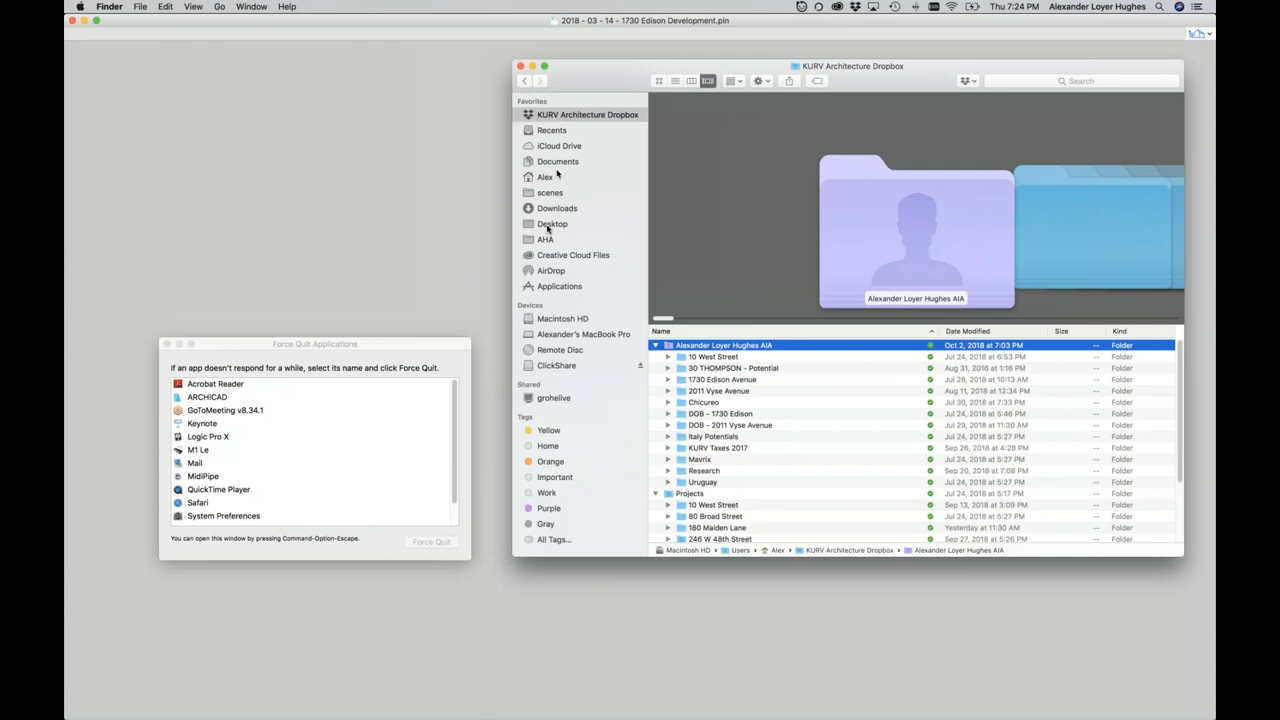 Finder File Edit View Go Window Help Thu 7:24 PM Alexander Loyer Hughes
2018 - 03 - 14 - 1730 Edison Development.pln
KURV Architecture Dropbox
Search
Favorites
KURV Architecture Dropbox
Recents
iCloud Drive
Documents
Alex
scenes
Downloads
Desktop
AHA
Creative Cloud Files
AirDrop
Applications
Devices
Macintosh HD
Alexander's MacBook Pro
Remote Disc
ClickShare
Shared
grohelive
Tags
Yellow
Home
Orange
Important
Work
Purple
Gray
All Tags...
Alexander Loyer Hughes AIA
Name Date Modified Size Kind
Alexander Loyer Hughes AIA Oct 2, 2018 at 7:03 PM -- Folder
10 West Street Jul 24, 2018 at 6:53 PM -- Folder
30 THOMPSON - Potential Aug 31, 2016 at 1:16 PM -- Folder
1730 Edison Avenue Jul 28, 2018 at 10:13 AM -- Folder
2011 Vyse Avenue Aug 11, 2018 at 12:34 PM -- Folder
Chicureo Jul 30, 2018 at 7:33 PM -- Folder
DOB - 1730 Edison Jul 24, 2018 at 5:46 PM -- Folder
DOB - 2011 Vyse Avenue Jul 29, 2018 at 11:30 AM -- Folder
Italy Potentials Jul 24, 2018 at 5:27 PM -- Folder
KURV Taxes 2017 Sep 26, 2018 at 4:28 PM -- Folder
Mavrix Jul 24, 2018 at 5:27 PM -- Folder
Research Sep 20, 2018 at 7:08 PM -- Folder
Uruguay Jul 24, 2018 at 5:27 PM -- Folder
Projects Jul 24, 2018 at 5:17 PM -- Folder
10 West Street Sep 13, 2018 at 3:09 PM -- Folder
80 Broad Street Jul 24, 2018 at 5:27 PM -- Folder
180 Maiden Lane Yesterday at 11:30 AM -- Folder
246 W 48th Street Sep 27, 2018 at 5:26 PM -- Folder
Macintosh HD Users Alex KURV Architecture Dropbox Alexander Loyer Hughes AIA
Force Quit Applications
If an app doesn't respond for a while, select its name and click Force Quit.
Acrobat Reader
ARCHICAD
GoToMeeting v8.34.1
Keynote
Logic Pro X
M1 Le
Mail
MidiPipe
QuickTime Player
Safari
System Preferences
You can open this window by pressing Command-Option-Escape.
Force Quit